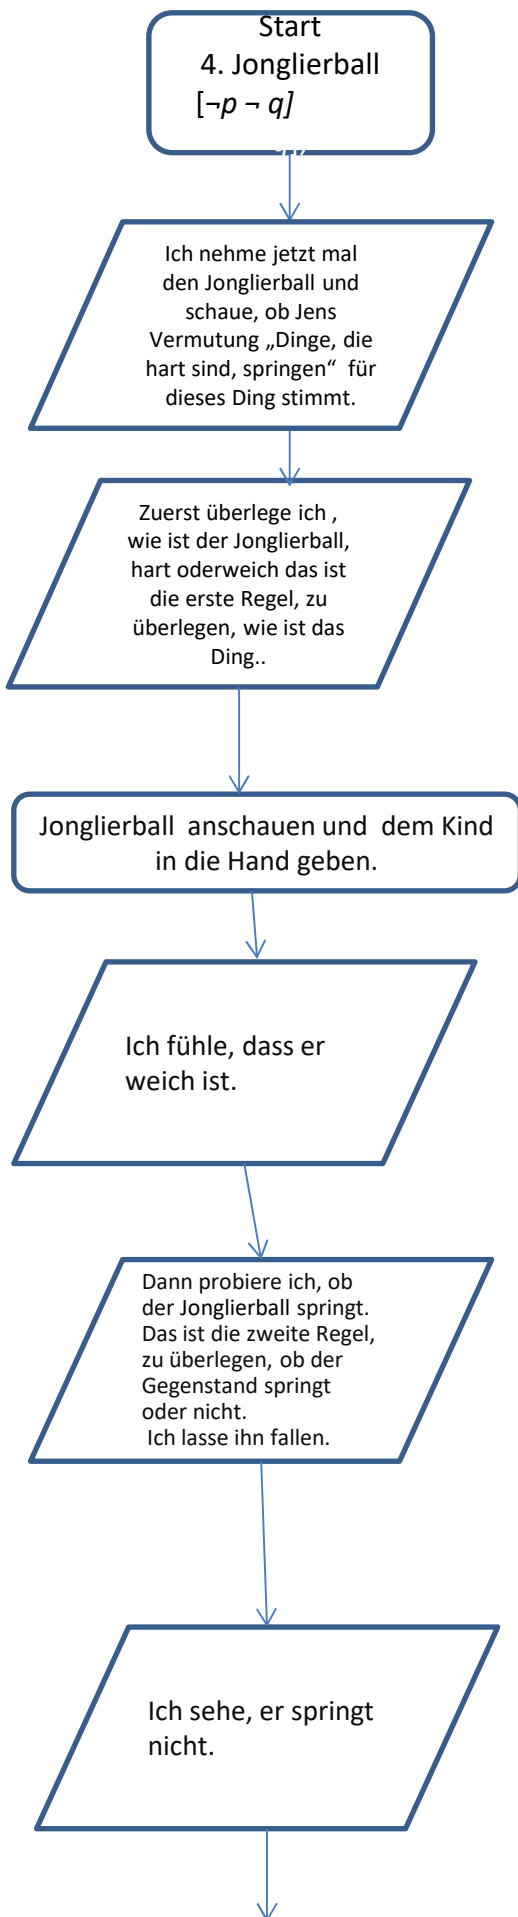 Start
4. Jonglierball
[¬p ¬ q]
Ich nehme jetzt mal
den Jonglierball und
schaue, ob Jens
Vermutung „Dinge, die
hart sind, springen“ für
dieses Ding stimmt.
Zuerst überlege ich ,
wie ist der Jonglierball,
hart oderweich das ist
die erste Regel, zu
überlegen, wie ist das
Ding..
Jonglierball anschauen und dem Kind
in die Hand geben.
Ich fühle, dass er
weich ist.
Dann probiere ich, ob
der Jonglierball springt.
Das ist die zweite Regel,
zu überlegen, ob der
Gegenstand springt
oder nicht.
Ich lasse ihn fallen.
Ich sehe, er springt
nicht.